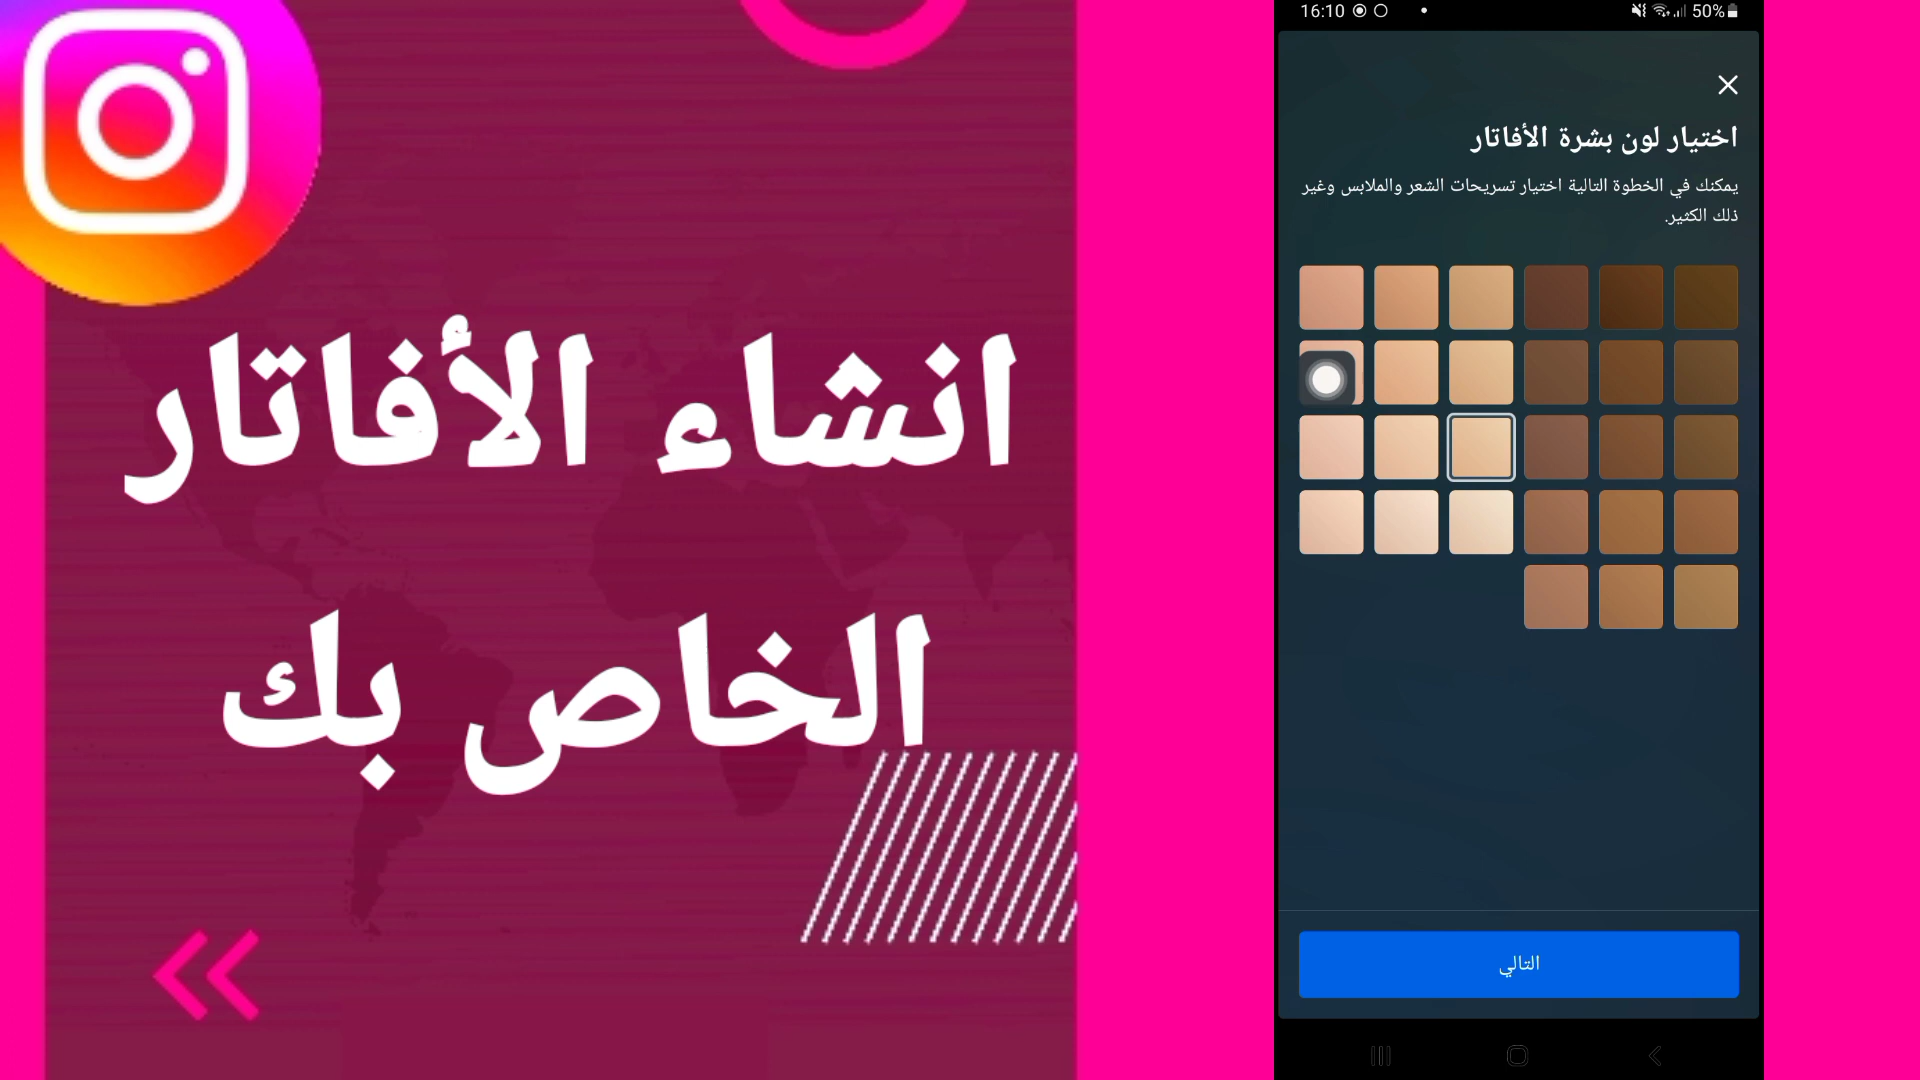 انشاء الأفاتار
الخاص بك
16:10
50%
اختيار لون بشرة الأفاتار
يمكنك في الخطوة التالية اختيار تسريحات الشعر والملابس وغير
ذلك الكثير.
التالي